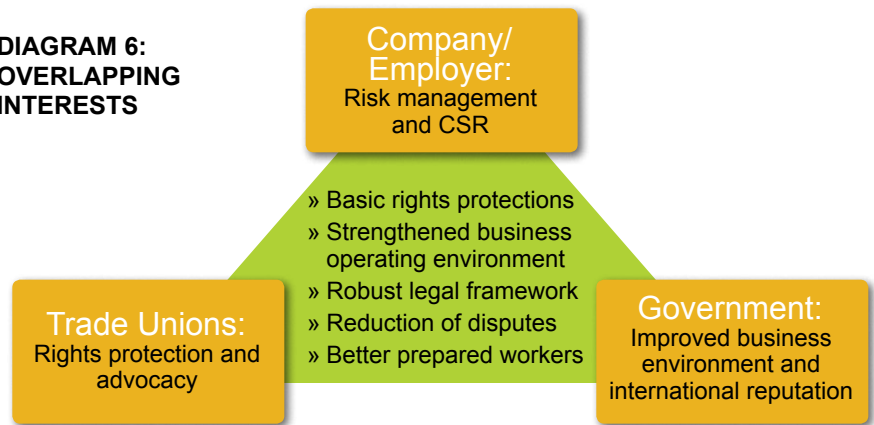 DIAGRAM 6:
OVERLAPPING
INTERESTS
Company/
Employer:
Risk management
and CSR
» Basic rights protections
» Strengthened business
operating environment
» Robust legal framework
» Reduction of disputes
» Better prepared workers
Trade Unions:
Rights protection and
advocacy
Government:
Improved business
environment and
international reputation